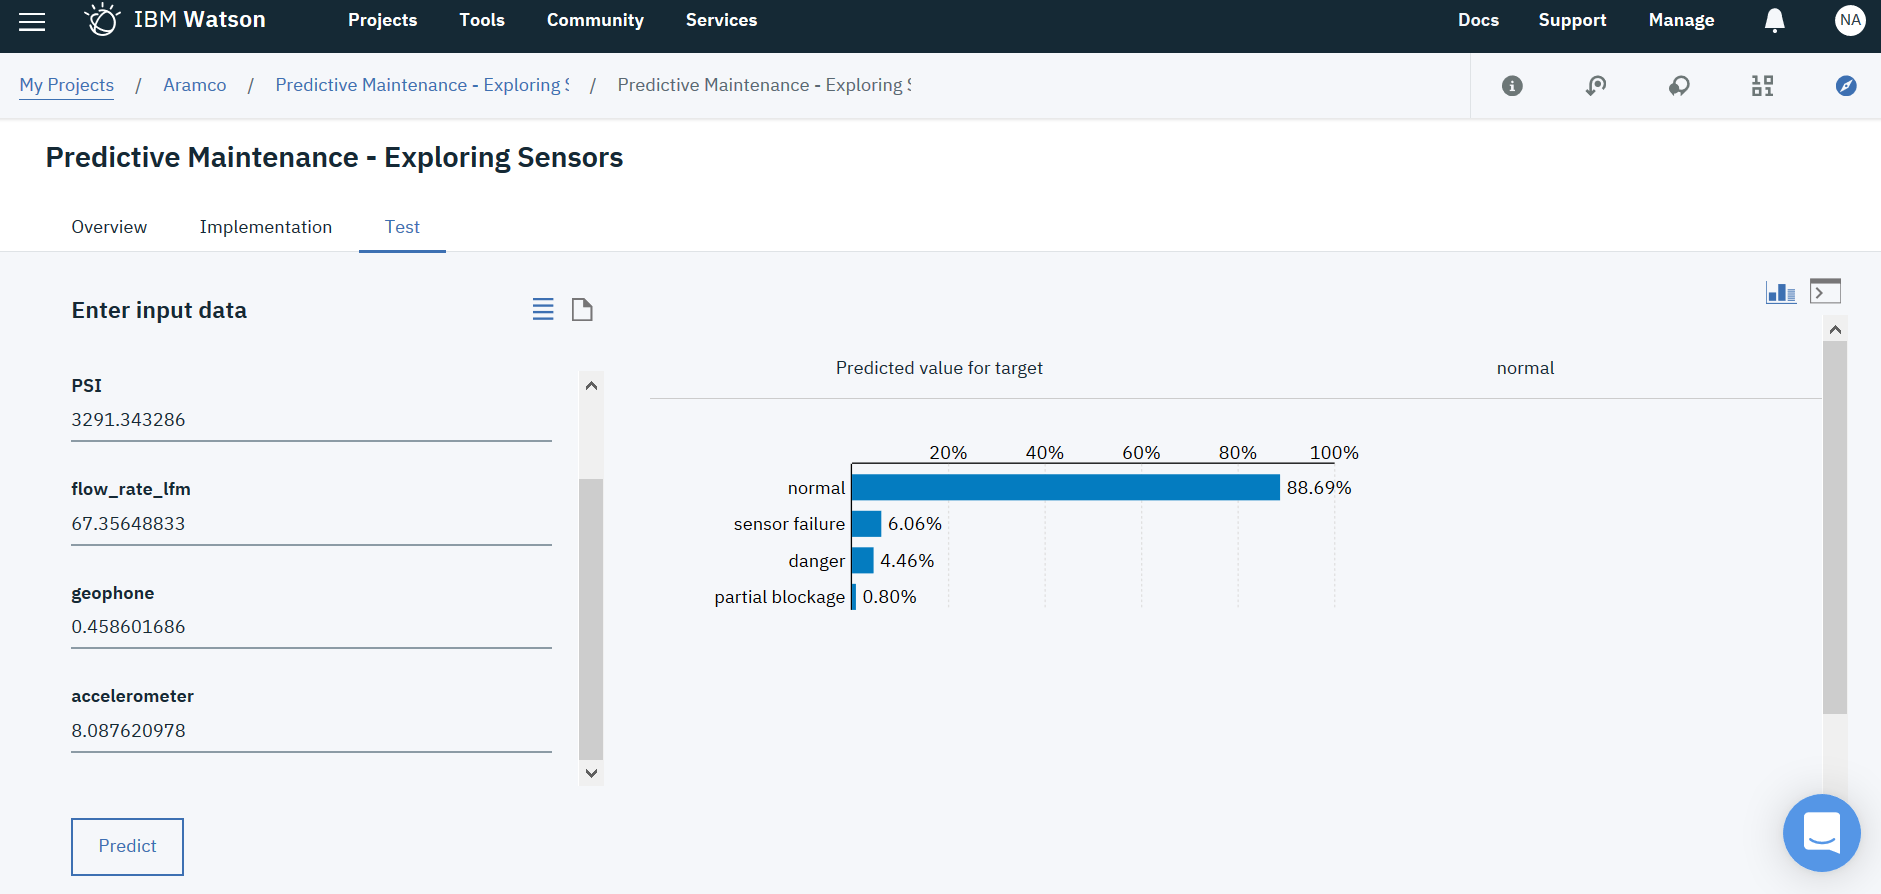 IBM Watson Projects Tools Community Services Docs Support Manage NA
My Projects / Aramco / Predictive Maintenance - Exploring S / Predictive Maintenance - Exploring S
Predictive Maintenance - Exploring Sensors
Overview Implementation Test
Enter input data
PSI
3291.343286
flow_rate_lfm
67.35648833
geophone
0.458601686
accelerometer
8.087620978
Predict
Predicted value for target normal
20% 40% 60% 80% 100%
normal 88.69%
sensor failure 6.06%
danger 4.46%
partial blockage 0.80%